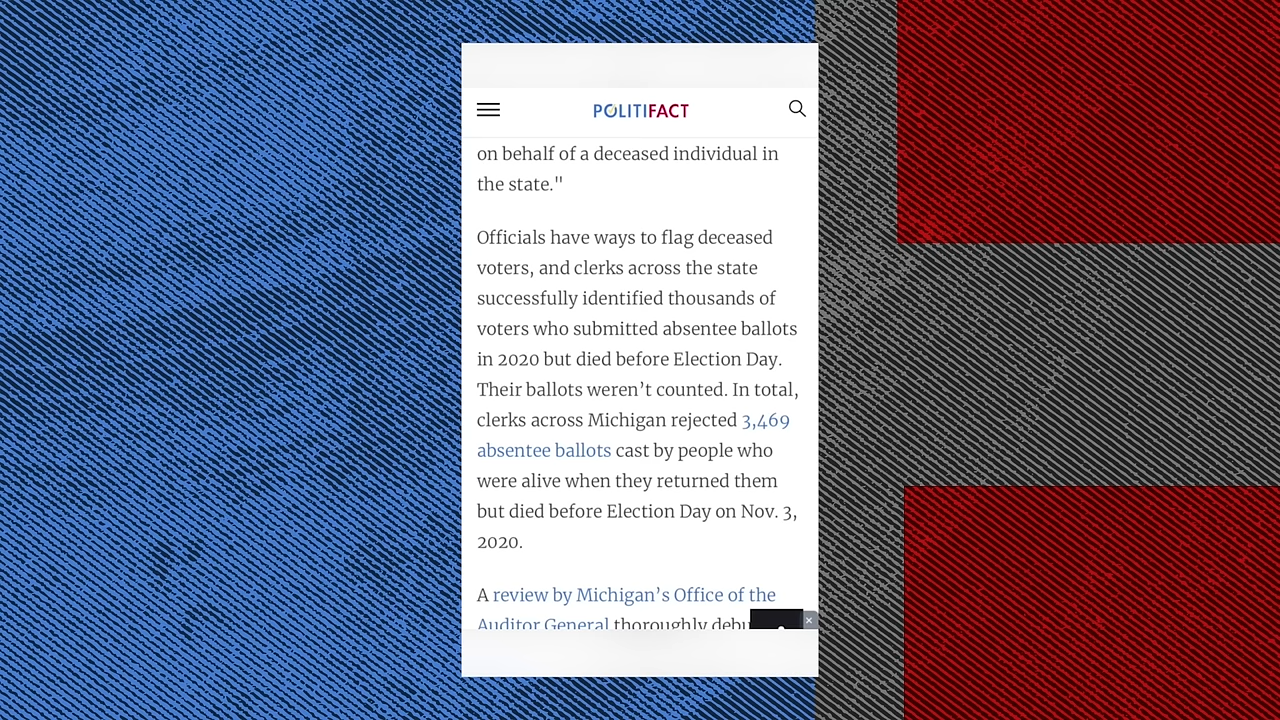 POLITIFACT
on behalf of a deceased individual in
the state."
Officials have ways to flag deceased
voters, and clerks across the state
successfully identified thousands of
voters who submitted absentee ballots
in 2020 but died before Election Day.
Their ballots weren’t counted. In total,
clerks across Michigan rejected 3,469
absentee ballots cast by people who
were alive when they returned them
but died before Election Day on Nov. 3,
2020.
A review by Michigan’s Office of the
Auditor General thoroughly